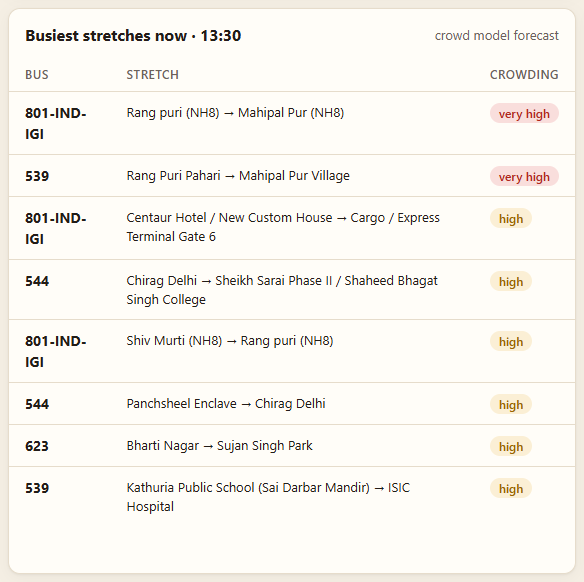 Busiest stretches now · 13:30
crowd model forecast
BUS STRETCH CROWDING
801-IND-IGI Rang puri (NH8) → Mahipal Pur (NH8) very high
539 Rang Puri Pahari → Mahipal Pur Village very high
801-IND-IGI Centaur Hotel / New Custom House → Cargo / Express
Terminal Gate 6 high
544 Chirag Delhi → Sheikh Sarai Phase II / Shaheed Bhagat
Singh College high
801-IND-IGI Shiv Murti (NH8) → Rang puri (NH8) high
544 Panchsheel Enclave → Chirag Delhi high
623 Bharti Nagar → Sujan Singh Park high
539 Kathuria Public School (Sai Darbar Mandir) → ISIC
Hospital high